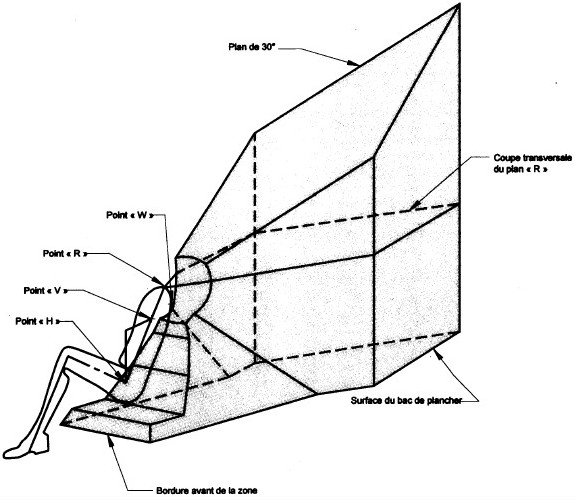 Plan de 30°
Coupe transversale
du plan « R »
Point « W »
Point « R »
Point « V »
Point « H »
Surface du bac de plancher
Bordure avant de la zone